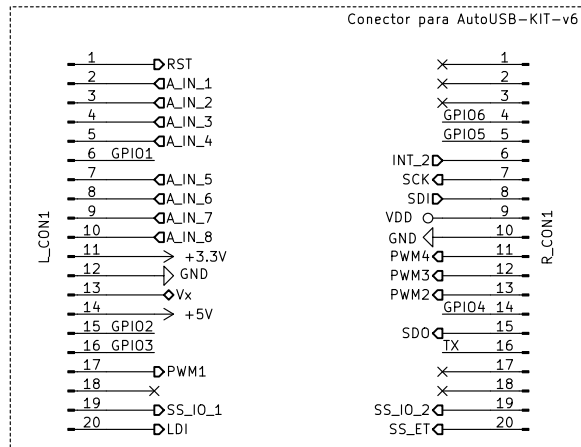 Conector para AutoUSB-KIT-v6
L_CON1
1 RST
2 A_IN_1
3 A_IN_2
4 A_IN_3
5 A_IN_4
6 GPIO1
7 A_IN_5
8 A_IN_6
9 A_IN_7
10 A_IN_8
11 +3.3V
12 GND
13 Vx
14 +5V
15 GPIO2
16 GPIO3
17 PWM1
18
19 SS_IO_1
20 LDI
1
2
3
GPIO6 4
GPIO5 5
INT_2 6
SCK 7
SDI 8
VDD 9
GND 10
PWM4 11
PWM3 12
PWM2 13
GPIO4 14
SDO 15
TX 16
17
18
SS_IO_2 19
SS_ET 20
R_CON1